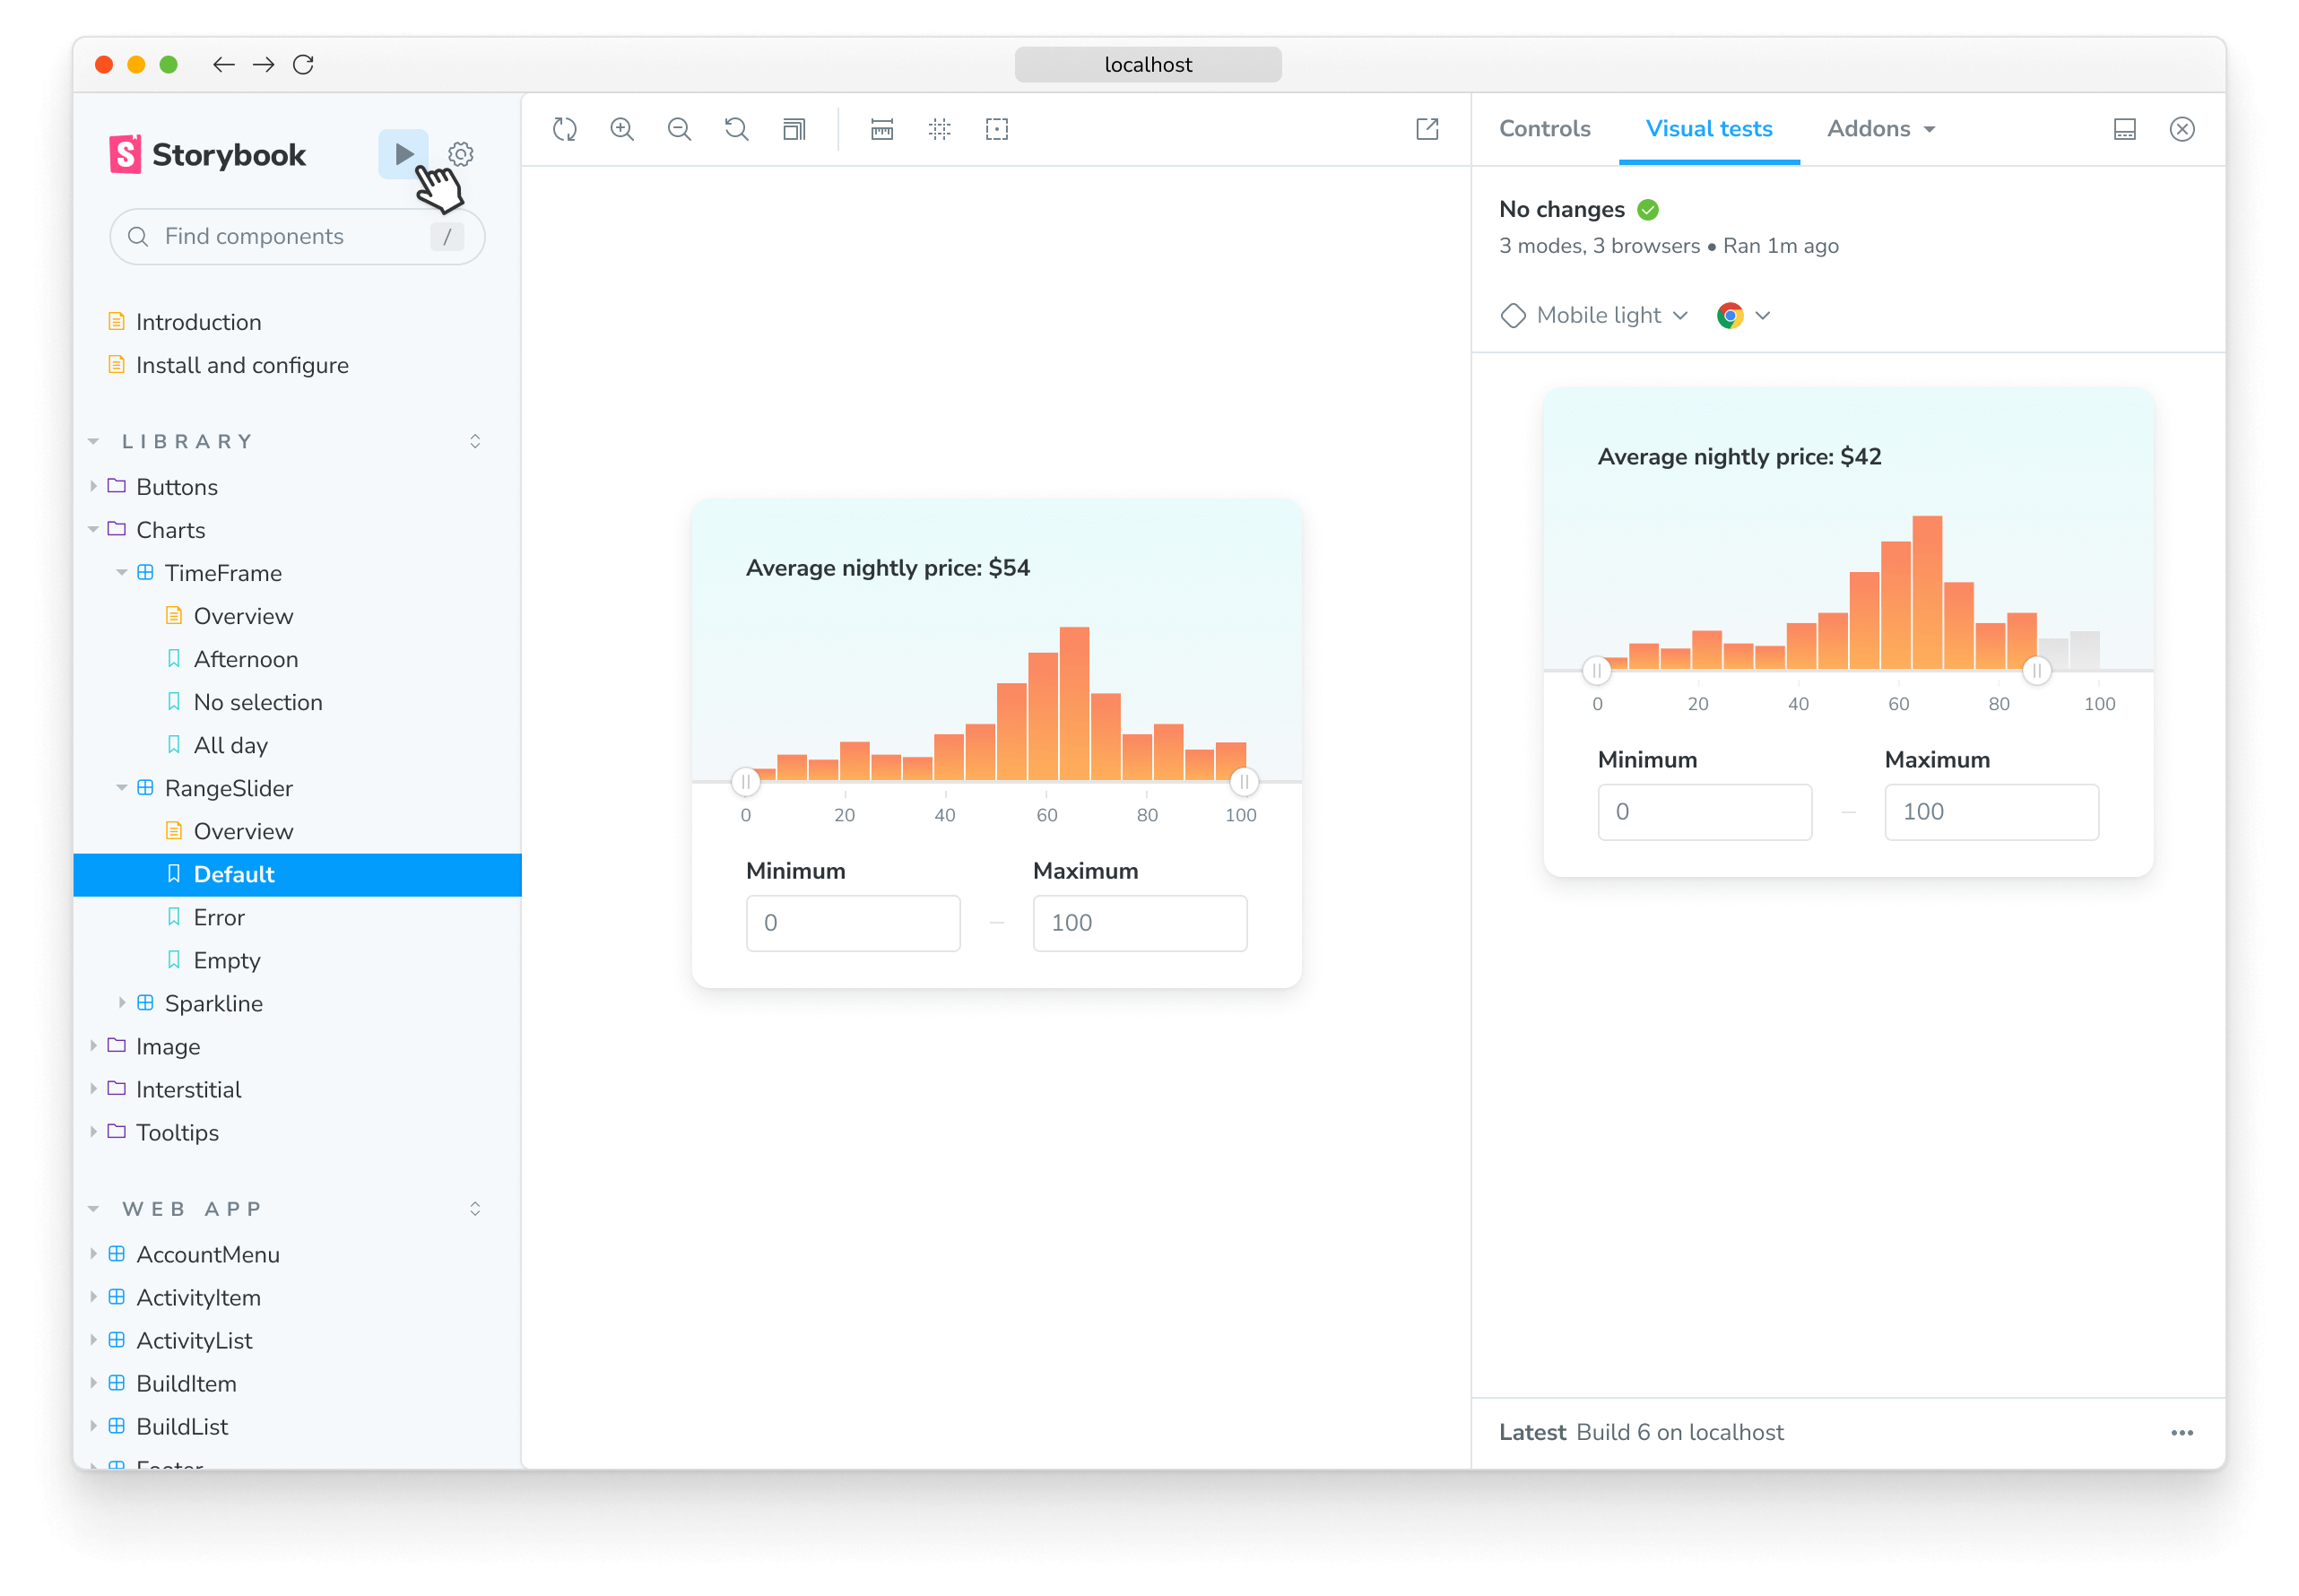 localhost
Storybook
Find components /
Introduction
Install and configure
LIBRARY
Buttons
Charts
TimeFrame
Overview
Afternoon
No selection
All day
RangeSlider
Overview
Default
Error
Empty
Sparkline
Image
Interstitial
Tooltips
WEB APP
AccountMenu
ActivityItem
ActivityList
BuildItem
BuildList
Footer
Average nightly price: $54
0 20 40 60 80 100
Minimum Maximum
0 – 100
Controls Visual tests Addons
No changes
3 modes, 3 browsers • Ran 1m ago
Mobile light
Average nightly price: $42
0 20 40 60 80 100
Minimum Maximum
0 – 100
Latest Build 6 on localhost